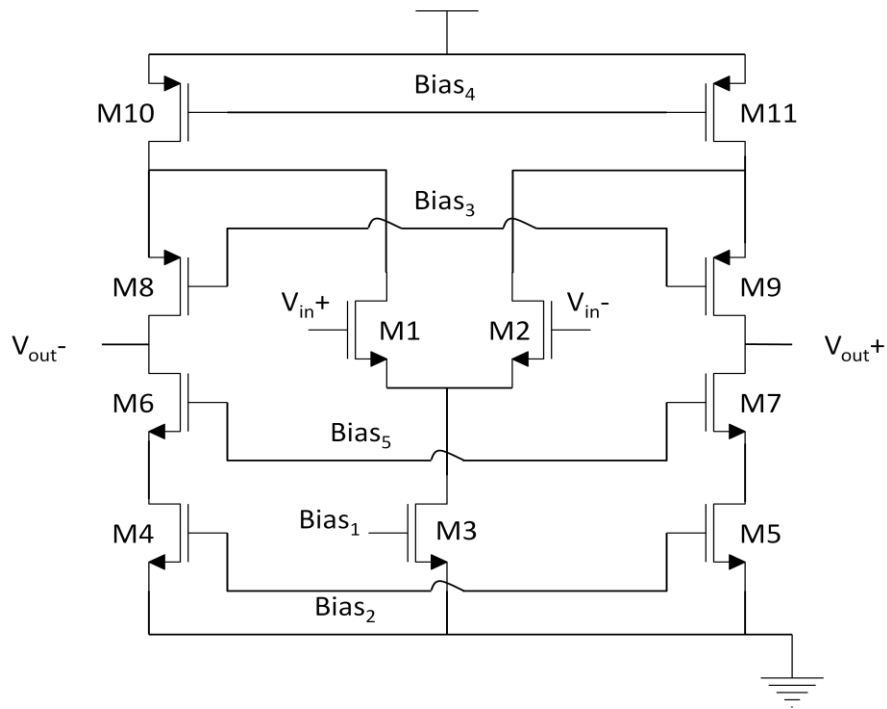 Bias₄
M10
M11
Bias₃
M8
M9
Vᵢₙ+
Vᵢₙ-
M1
M2
Vₒᵤₜ-
Vₒᵤₜ+
M6
M7
Bias₅
Bias₁
M4
M3
M5
Bias₂